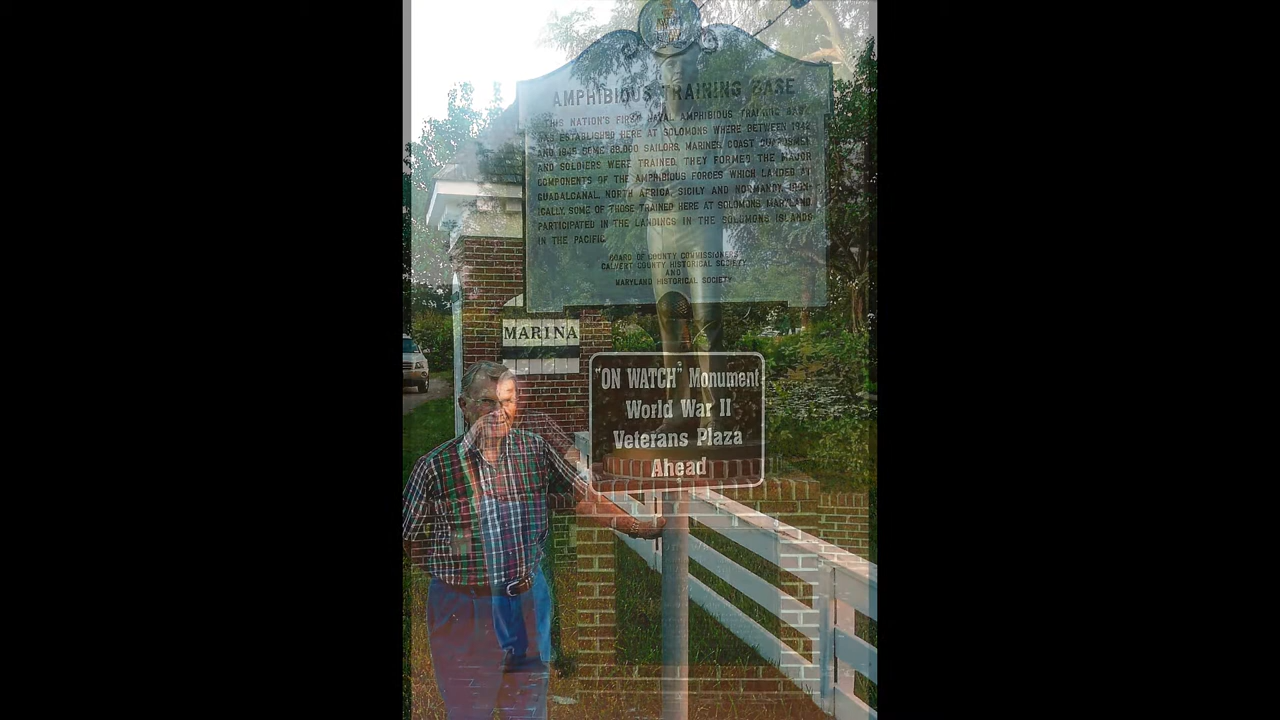 AMPHIBIOUS TRAINING BASE
THIS NATION'S FIRST NAVAL AMPHIBIOUS TRAINING BASE
WAS ESTABLISHED HERE AT SOLOMONS WHERE BETWEEN 1942
AND 1945 SOME 68,000 SAILORS, MARINES, COAST GUARDSMEN
AND SOLDIERS WERE TRAINED. THEY FORMED THE MAJOR
COMPONENTS OF THE AMPHIBIOUS FORCES WHICH LANDED AT
GUADALCANAL, NORTH AFRICA, SICILY AND NORMANDY. IRON-
ICALLY, SOME OF THOSE TRAINED HERE AT SOLOMONS MARYLAND,
PARTICIPATED IN THE LANDINGS IN THE SOLOMONS ISLANDS
IN THE PACIFIC.
BOARD OF COUNTY COMMISSIONERS
CALVERT COUNTY HISTORICAL SOCIETY
AND
MARYLAND HISTORICAL SOCIETY
MARINA
"ON WATCH" Monument
World War II
Veterans Plaza
Ahead